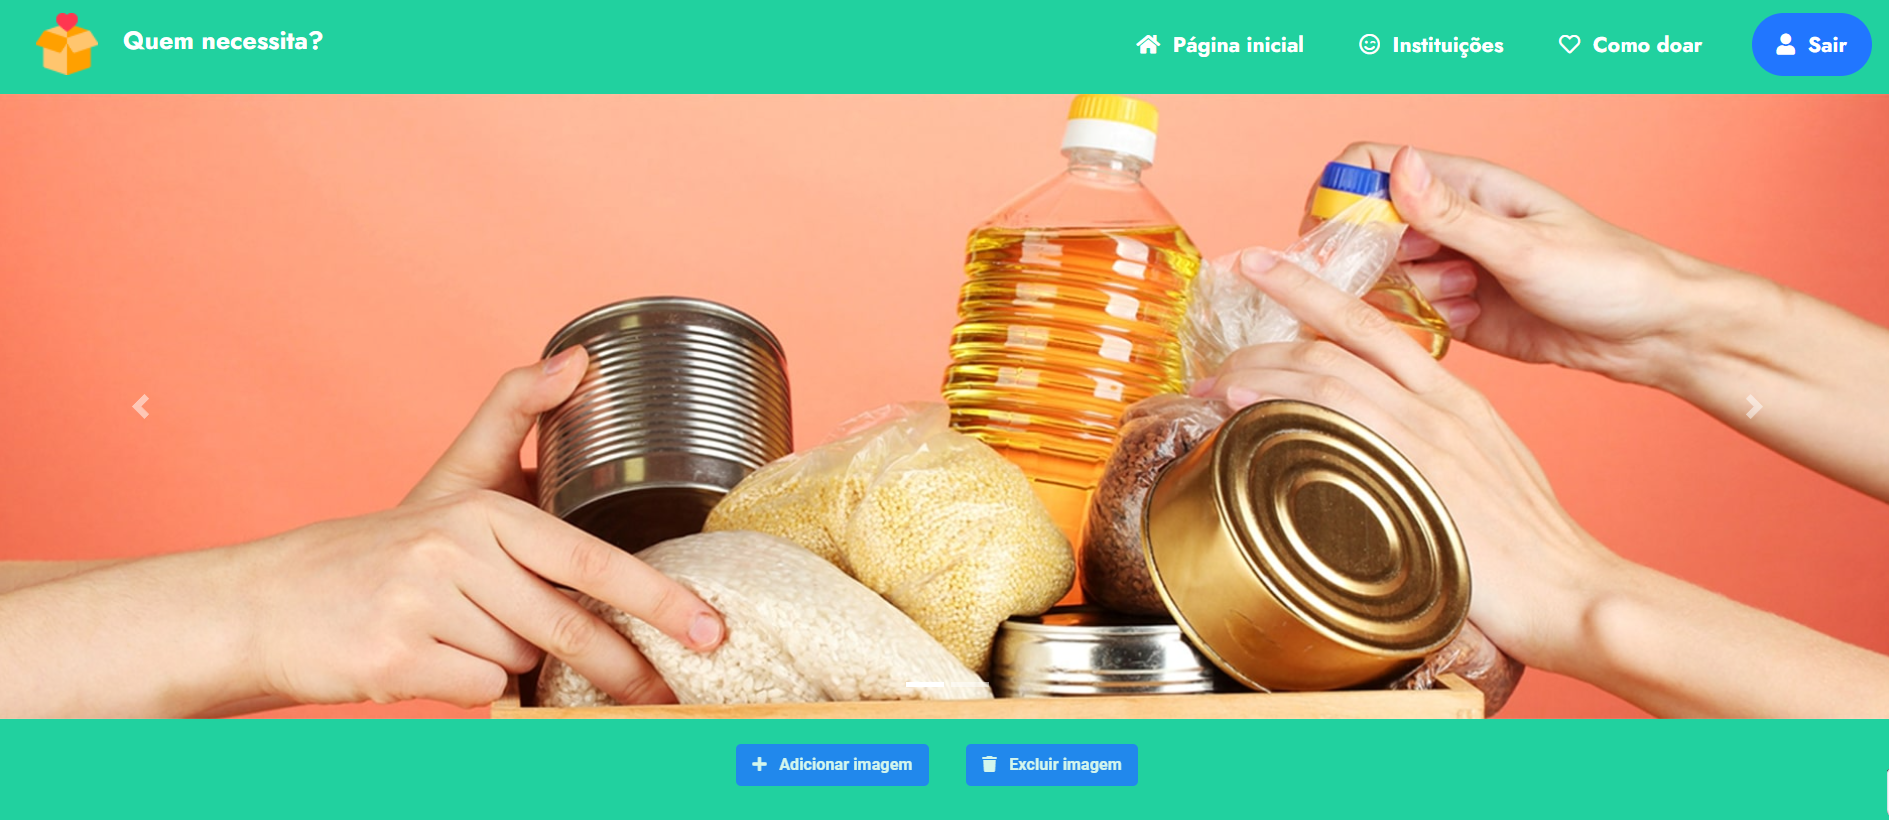 Quem necessita?
Página inicial
Instituições
Como doar
Sair
Adicionar imagem
Excluir imagem